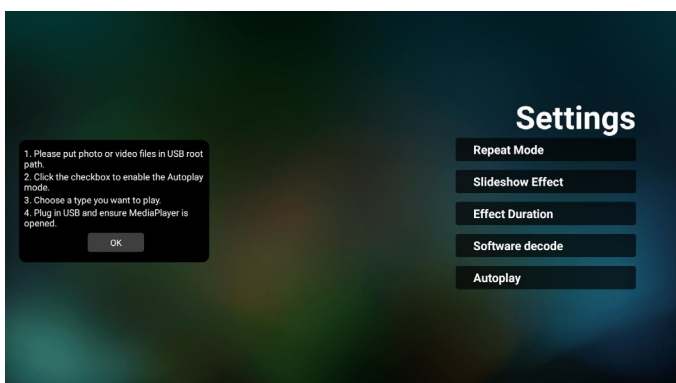 Settings
1. Please put photo or video files in USB root
path.
2. Click the checkbox to enable the Autoplay
mode.
3. Choose a type you want to play.
4. Plug in USB and ensure MediaPlayer is
opened.
OK
Repeat Mode
Slideshow Effect
Effect Duration
Software decode
Autoplay